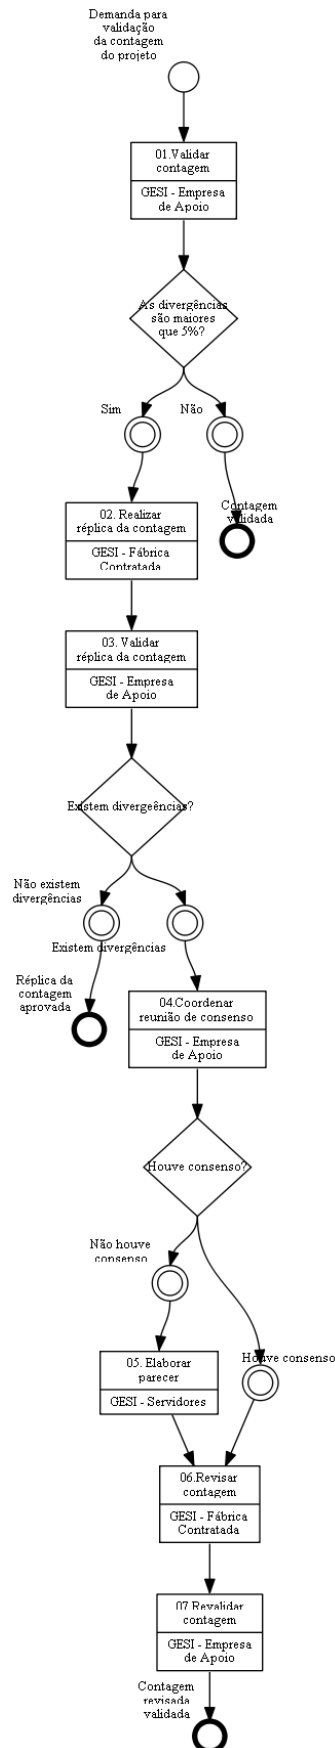 Demanda para
validação
da contagem
do projeto
01.Validar
contagem
GESI - Empresa
de Apoio
As divergências
são maiores
que 5%?
Sim
Não
Contagem
validada
02. Realizar
réplica da contagem
GESI - Fábrica
Contratada
03. Validar
réplica da contagem
GESI - Empresa
de Apoio
Existem divergeências?
Não existem
divergências
Existem divergências
Réplica da
contagem
aprovada
04.Coordenar
reunião de consenso
GESI - Empresa
de Apoio
Houve consenso?
Não houve
consenso
Houve consenso
05. Elaborar
parecer
GESI - Servidores
06.Revisar
contagem
GESI - Fábrica
Contratada
07.Revalidar
contagem
GESI - Empresa
de Apoio
Contagem
revisada
validada